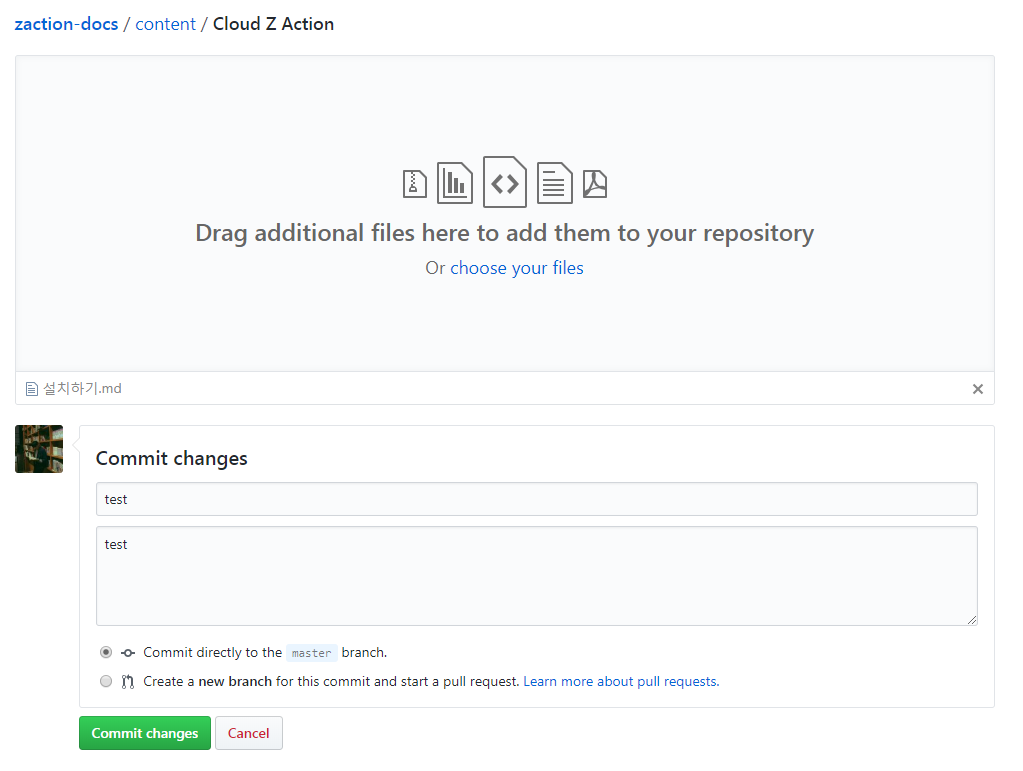 zaction-docs / content / Cloud Z Action
Drag additional files here to add them to your repository
Or choose your files
설치하기.md
Commit changes
test
test
Commit directly to the master branch.
Create a new branch for this commit and start a pull request. Learn more about pull requests.
Commit changes Cancel